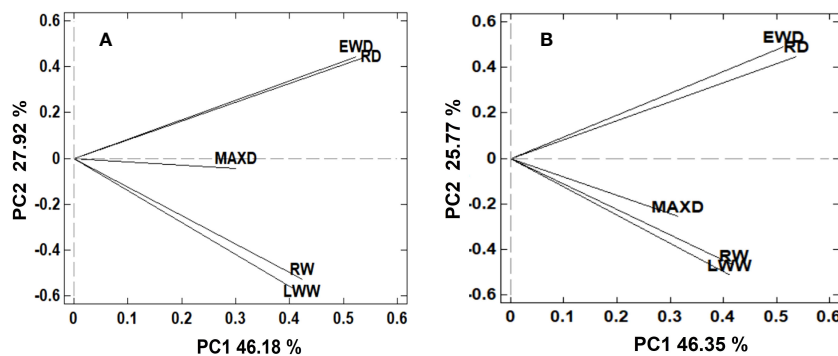 A
PC2 27.92 %
0.6
0.4
0.2
0
-0.2
-0.4
-0.6
EWD
RD
MAXD
RW
LWW
0 0.1 0.2 0.3 0.4 0.5 0.6
PC1 46.18 %
B
PC2 25.77 %
0.6
0.4
0.2
0
-0.2
-0.4
-0.6
EWD
RD
MAXD
RW
LWW
0 0.1 0.2 0.3 0.4 0.5 0.6
PC1 46.35 %